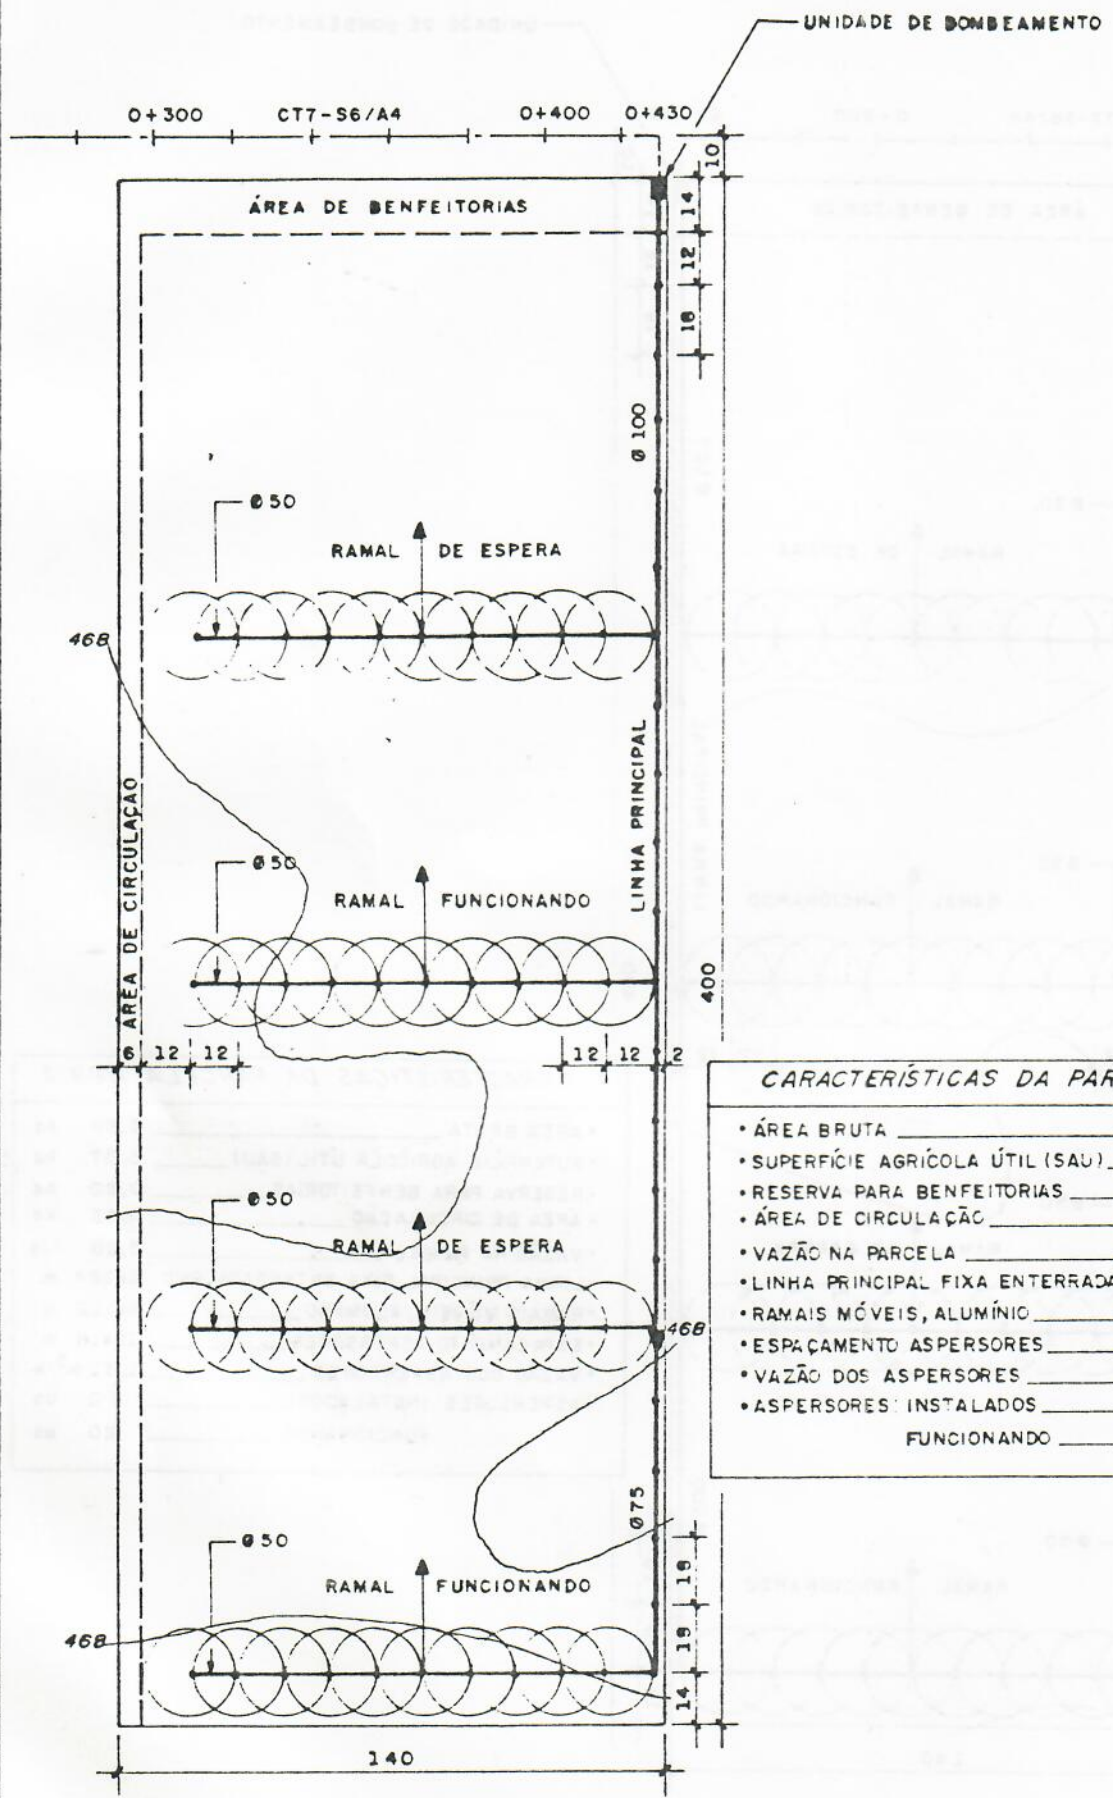 UNIDADE DE BOMBEAMENTO
0+300 CT7-S6/A4 0+400 0+430
10
ÁREA DE BENFEITORIAS
14
12
18
Ø 100
Ø 50
RAMAL DE ESPERA
468
LINHA PRINCIPAL
ÁREA DE CIRCULAÇÃO
Ø 50
RAMAL FUNCIONANDO
400
6 12 12 12 12 2
CARACTERÍSTICAS DA PAR
• ÁREA BRUTA
• SUPERFÍCIE AGRÍCOLA ÚTIL (SAU)
• RESERVA PARA BENFEITORIAS
• ÁREA DE CIRCULAÇÃO
• VAZÃO NA PARCELA
• LINHA PRINCIPAL FIXA ENTERRADA
• RAMAIS MÓVEIS, ALUMÍNIO
• ESPAÇAMENTO ASPERSORES
• VAZÃO DOS ASPERSORES
• ASPERSORES: INSTALADOS
FUNCIONANDO
Ø 50
RAMAL DE ESPERA
468
Ø 75
Ø 50
RAMAL FUNCIONANDO
18
18
468
14
140